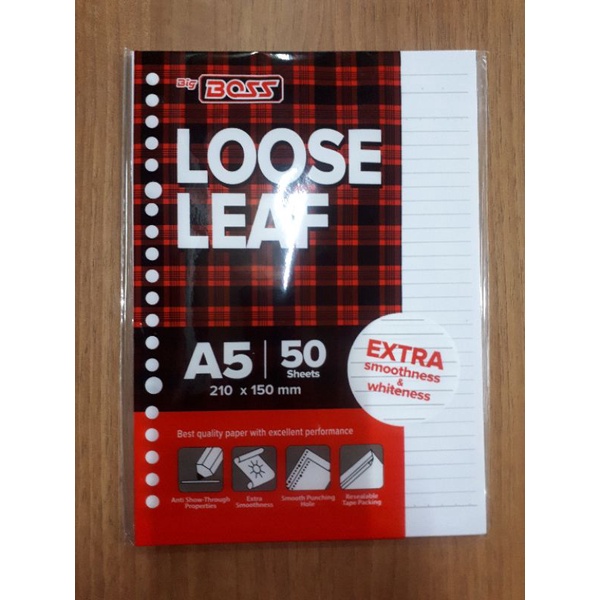 Big BOSS
LOOSE
LEAF
A5 | 50
Sheets
210 x 150 mm
EXTRA
smoothness
&
whiteness
Best quality paper with excellent performance
Anti Show-Through
Properties
Extra
Smoothness
Smooth Punching
Hole
Resealable
Tape Packing